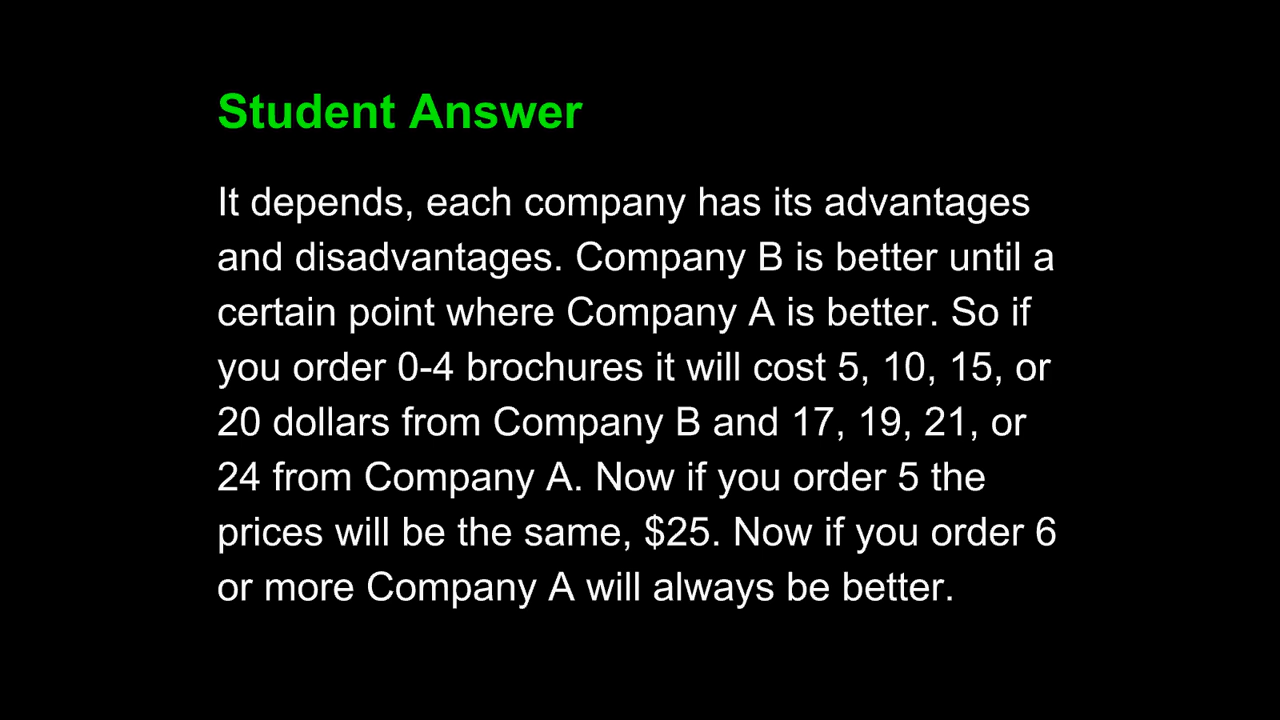 Student Answer
It depends, each company has its advantages
and disadvantages. Company B is better until a
certain point where Company A is better. So if
you order 0-4 brochures it will cost 5, 10, 15, or
20 dollars from Company B and 17, 19, 21, or
24 from Company A. Now if you order 5 the
prices will be the same, $25. Now if you order 6
or more Company A will always be better.